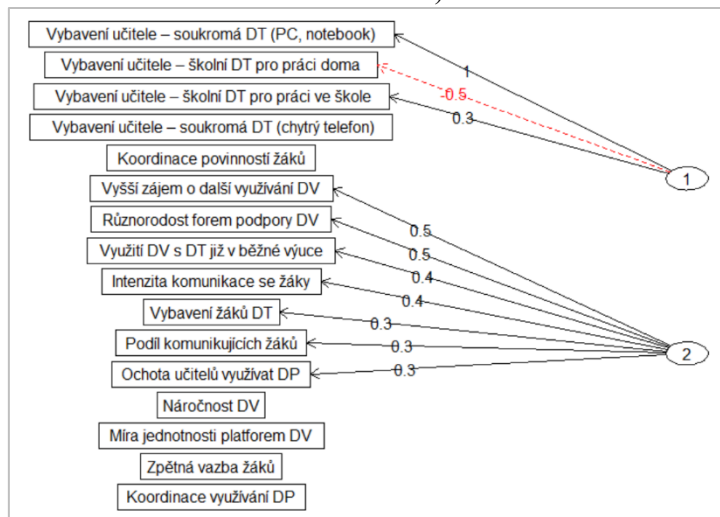 Vybavení učitele – soukromá DT (PC, notebook)
Vybavení učitele – školní DT pro práci doma
Vybavení učitele – školní DT pro práci ve škole
Vybavení učitele – soukromá DT (chytrý telefon)
Koordinace povinností žáků
Vyšší zájem o další využívání DV
Různorodost forem podpory DV
Využití DV s DT již v běžné výuce
Intenzita komunikace se žáky
Vybavení žáků DT
Podíl komunikujících žáků
Ochota učitelů využívat DP
Náročnost DV
Míra jednotnosti platforem DV
Zpětná vazba žáků
Koordinace využívání DP
1
-0.5
0.3
1
0.5
0.5
0.4
0.4
0.3
0.3
0.3
2